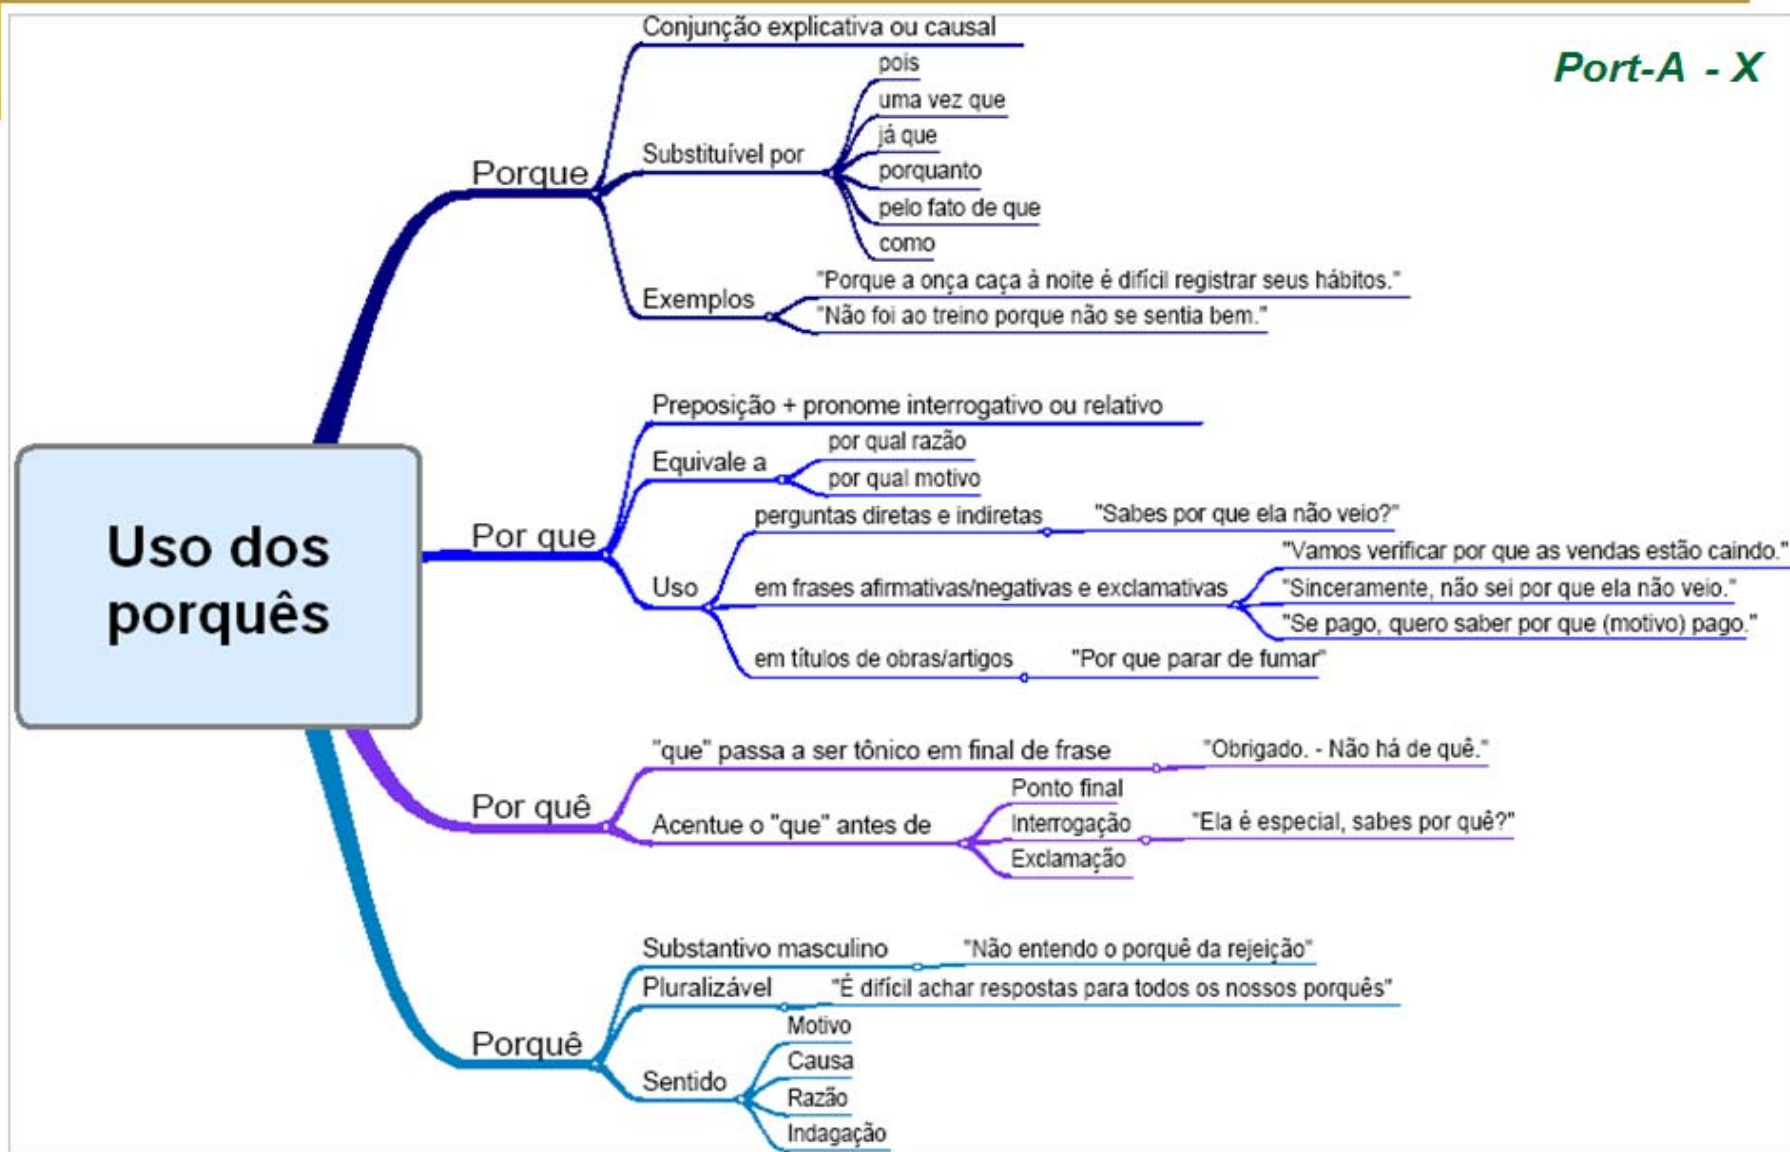 Port-A - X
Uso dos
porquês
Porque
Conjunção explicativa ou causal
Substituível por
pois
uma vez que
já que
porquanto
pelo fato de que
como
Exemplos
"Porque a onça caça à noite é difícil registrar seus hábitos."
"Não foi ao treino porque não se sentia bem."
Por que
Preposição + pronome interrogativo ou relativo
Equivale a
por qual razão
por qual motivo
Uso
perguntas diretas e indiretas
"Sabes por que ela não veio?"
em frases afirmativas/negativas e exclamativas
"Vamos verificar por que as vendas estão caindo."
"Sinceramente, não sei por que ela não veio."
"Se pago, quero saber por que (motivo) pago."
em títulos de obras/artigos
"Por que parar de fumar"
Por quê
"que" passa a ser tônico em final de frase
"Obrigado. - Não há de quê."
Acentue o "que" antes de
Ponto final
Interrogação
"Ela é especial, sabes por quê?"
Exclamação
Porquê
Substantivo masculino
"Não entendo o porquê da rejeição"
Pluralizável
"É difícil achar respostas para todos os nossos porquês"
Sentido
Motivo
Causa
Razão
Indagação